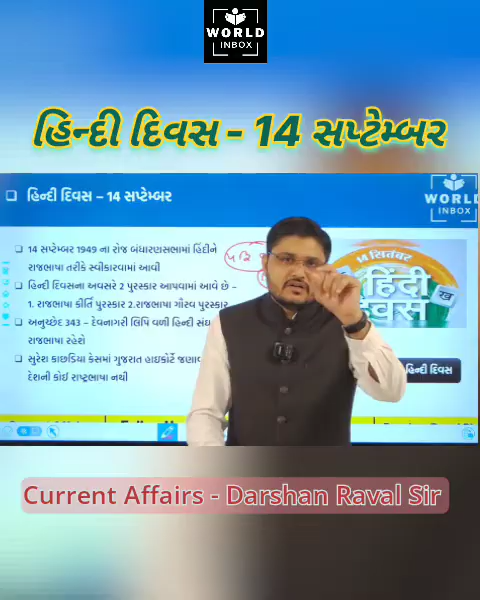 WORLD
INBOX
હિન્દી દિવસ - 14 સપ્ટેમ્બર
હિન્દી દિવસ – 14 સપ્ટેમ્બર
WORLD
INBOX
14 સપ્ટેમ્બર 1949 ના રોજ બંધારણસભામાં હિંદીને
રાજભાષા તરીકે સ્વીકારવામાં આવી
હિન્દી દિવસના અવસરે 2 પુરસ્કાર આપવામાં આવે છે -
1. રાજભાષા કીર્તિ પુરસ્કાર 2.રાજભાષા ગૌરવ પુરસ્કાર
અનુચ્છેદ 343 – દેવનાગરી લિપિ વળી હિન્દી સંઘ
રાજભાષા રહેશે
સુરેશ કાછડિયા કેસમાં ગુજરાત હાઇકોર્ટે જણાવ
દેશની કોઈ રાષ્ટ્રભાષા નથી
14 सितंबर
हिंदी
दिवस
ख
હિન્દી દિવસ
Current Affairs - Darshan Raval Sir